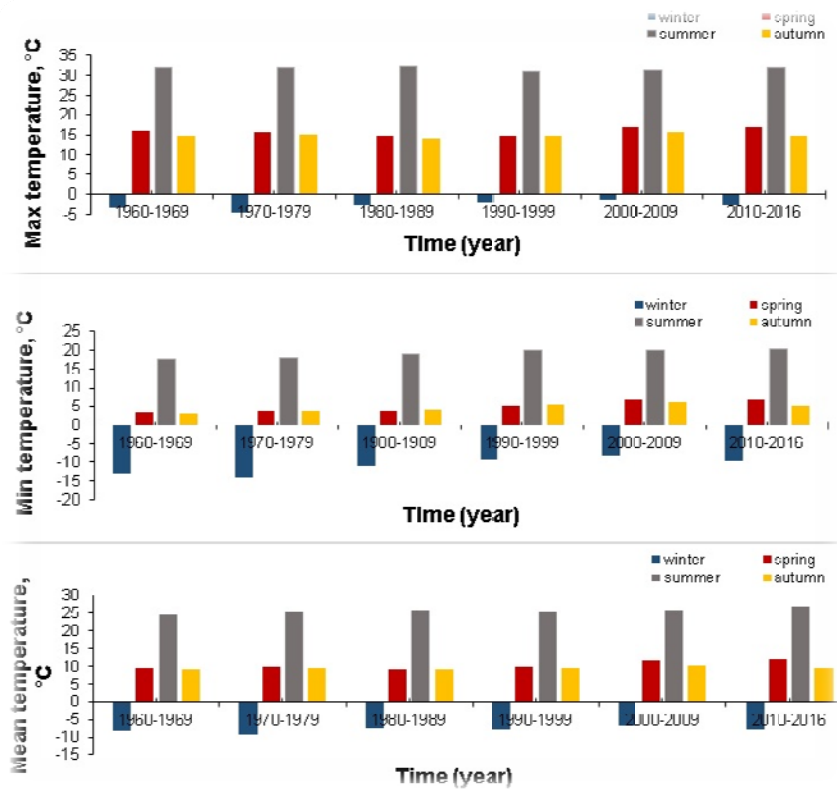 winter spring
summer autumn
Max temperature, °C
35
30
25
20
15
10
5
0
-5
1960-1969 1970-1979 1980-1989 1990-1999 2000-2009 2010-2016
Time (year)
winter spring
summer autumn
Min temperature, °C
25
20
15
10
5
0
-5
-10
-15
-20
1960-1969 1970-1979 1900-1909 1990-1999 2000-2009 2010-2016
Time (year)
winter spring
summer autumn
Mean temperature,
°C
30
25
20
15
10
5
0
-5
-10
-15
1960-1969 1970-1979 1980-1989 1990-1999 2000-2009 2010-2016
Time (year)